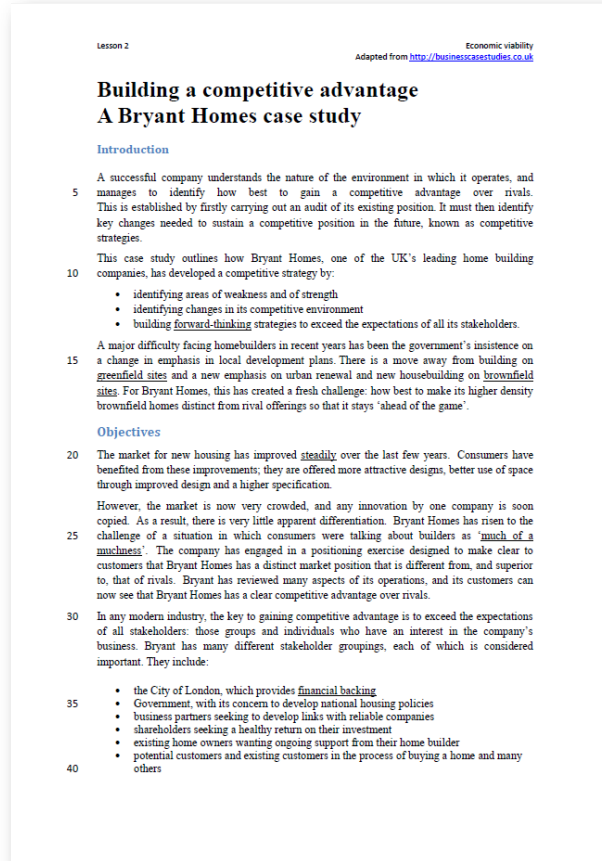 Lesson 2 Economic viability
Adapted from http://businesscasestudies.co.uk
Building a competitive advantage
A Bryant Homes case study
Introduction
A successful company understands the nature of the environment in which it operates, and
5 manages to identify how best to gain a competitive advantage over rivals.
This is established by firstly carrying out an audit of its existing position. It must then identify
key changes needed to sustain a competitive position in the future, known as competitive
strategies.
This case study outlines how Bryant Homes, one of the UK's leading home building
10 companies, has developed a competitive strategy by:
• identifying areas of weakness and of strength
• identifying changes in its competitive environment
• building forward-thinking strategies to exceed the expectations of all its stakeholders.
A major difficulty facing homebuilders in recent years has been the government's insistence on
15 a change in emphasis in local development plans. There is a move away from building on
greenfield sites and a new emphasis on urban renewal and new housebuilding on brownfield
sites. For Bryant Homes, this has created a fresh challenge: how best to make its higher density
brownfield homes distinct from rival offerings so that it stays 'ahead of the game'.
Objectives
20 The market for new housing has improved steadily over the last few years. Consumers have
benefited from these improvements; they are offered more attractive designs, better use of space
through improved design and a higher specification.
However, the market is now very crowded, and any innovation by one company is soon
copied. As a result, there is very little apparent differentiation. Bryant Homes has risen to the
25 challenge of a situation in which consumers were talking about builders as 'much of a
muchness'. The company has engaged in a positioning exercise designed to make clear to
customers that Bryant Homes has a distinct market position that is different from, and superior
to, that of rivals. Bryant has reviewed many aspects of its operations, and its customers can
now see that Bryant Homes has a clear competitive advantage over rivals.
30 In any modern industry, the key to gaining competitive advantage is to exceed the expectations
of all stakeholders: those groups and individuals who have an interest in the company's
business. Bryant has many different stakeholder groupings, each of which is considered
important. They include:
• the City of London, which provides financial backing
35 • Government, with its concern to develop national housing policies
• business partners seeking to develop links with reliable companies
• shareholders seeking a healthy return on their investment
• existing home owners wanting ongoing support from their home builder
• potential customers and existing customers in the process of buying a home and many
40 others